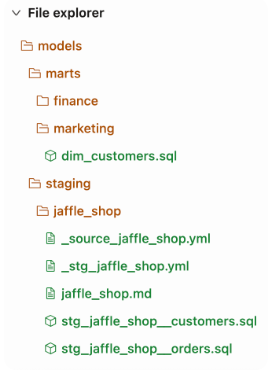 File explorer
models
marts
finance
marketing
dim_customers.sql
staging
jaffle_shop
_source_jaffle_shop.yml
_stg_jaffle_shop.yml
jaffle_shop.md
stg_jaffle_shop__customers.sql
stg_jaffle_shop__orders.sql